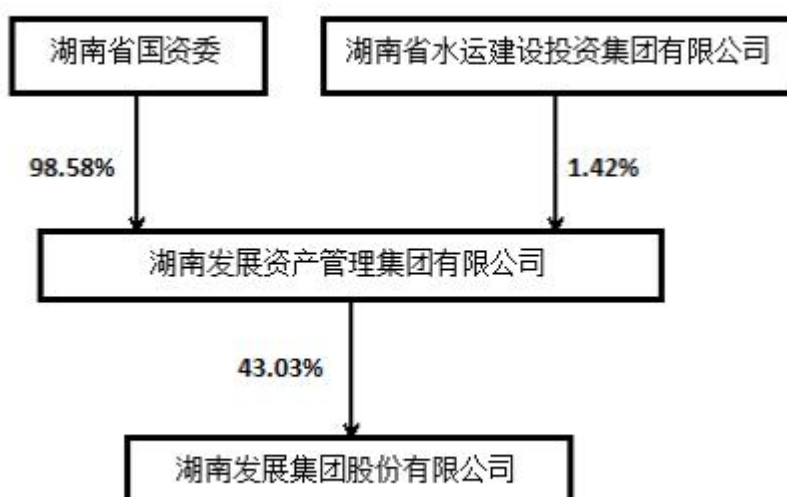 湖南省国资委
湖南省水运建设投资集团有限公司
98.58%
1.42%
湖南发展资产管理集团有限公司
43.03%
湖南发展集团股份有限公司